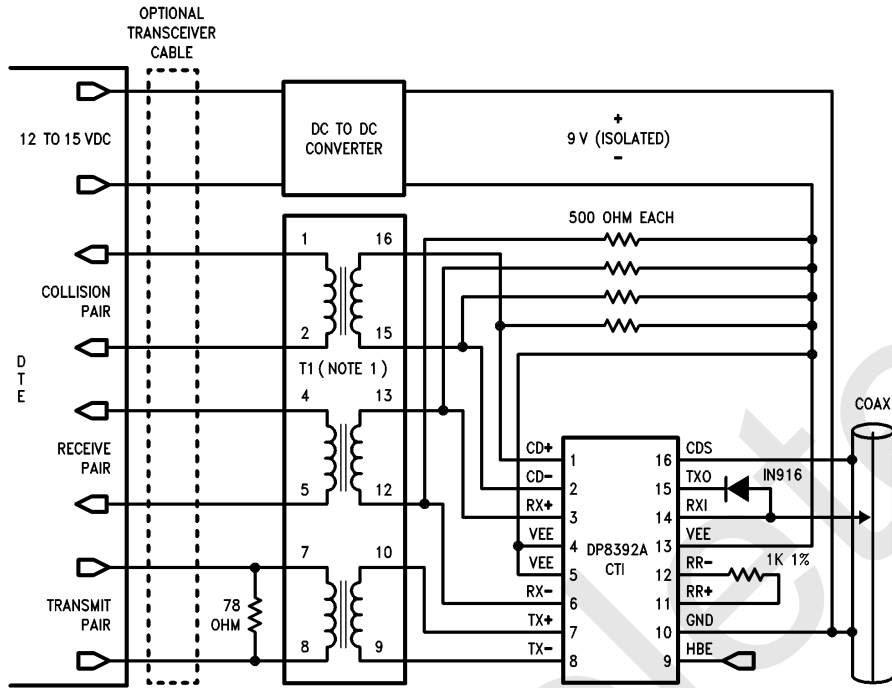 OPTIONAL
TRANSCEIVER
CABLE
12 TO 15 VDC
DC TO DC
CONVERTER
+
9 V (ISOLATED)
-
500 OHM EACH
1
16
COLLISION
PAIR
2
15
T1 ( NOTE 1 )
D
T
E
4
13
COAX
RECEIVE
PAIR
5
12
CD+
1
16
CDS
CD-
2
15
TXO
IN916
RX+
3
14
RXI
VEE
4
13
VEE
DP8392A
CTI
VEE
5
12
RR-
1K 1%
RX-
6
11
RR+
TX+
7
10
GND
TX-
8
9
HBE
7
10
TRANSMIT
PAIR
78
OHM
8
9